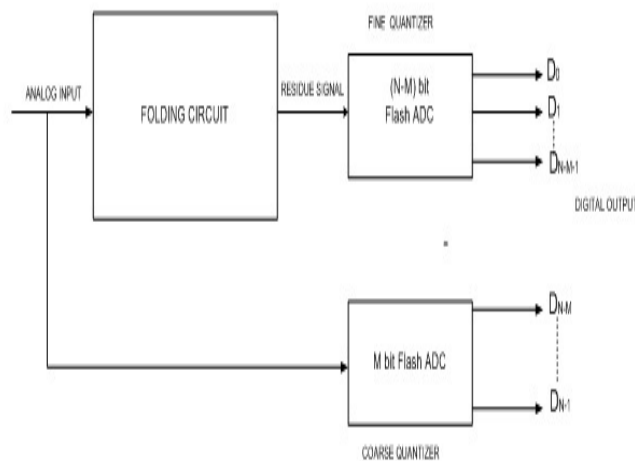 FINE QUANTIZER
ANALOG INPUT
FOLDING CIRCUIT
RESIDUE SIGNAL
(N-M) bit
Flash ADC
D0
D1
DN-M-1
DIGITAL OUTPUT
M bit Flash ADC
DN-M
DN-1
COARSE QUANTIZER